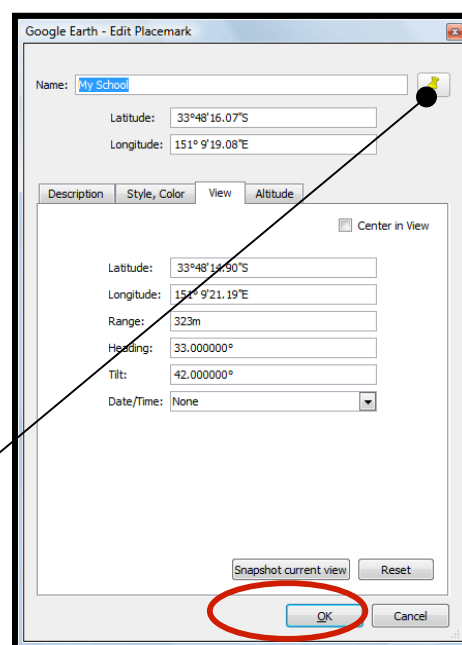 Google Earth - Edit Placemark
Name: My School
Latitude: 33°48'16.07"S
Longitude: 151° 9'19.08"E
Description Style, Color View Altitude
Center in View
Latitude: 33°48'14.90"S
Longitude: 151° 9'21.19"E
Range: 323m
Heading: 33.000000°
Tilt: 42.000000°
Date/Time: None
Snapshot current view Reset
OK Cancel